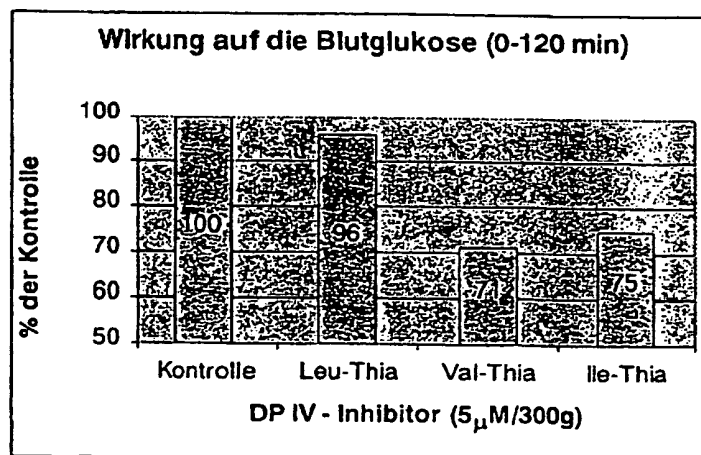 Wirkung auf die Blutglukose (0-120 min)
% der Kontrolle
100
90
80
70
60
50
100
96
71
75
Kontrolle Leu-Thia Val-Thia Ile-Thia
DP IV - Inhibitor (5µM/300g)